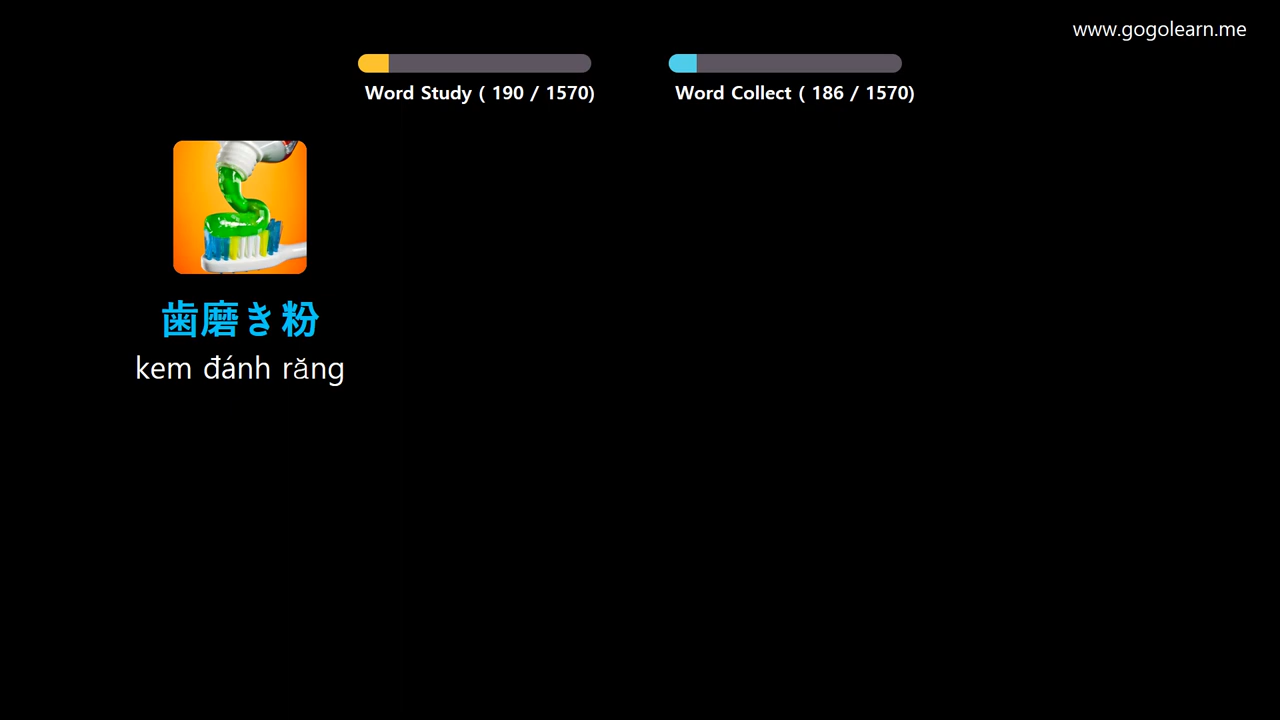 www.gogolearn.me
Word Study ( 190 / 1570)
Word Collect ( 186 / 1570)
歯磨き粉
kem đánh răng